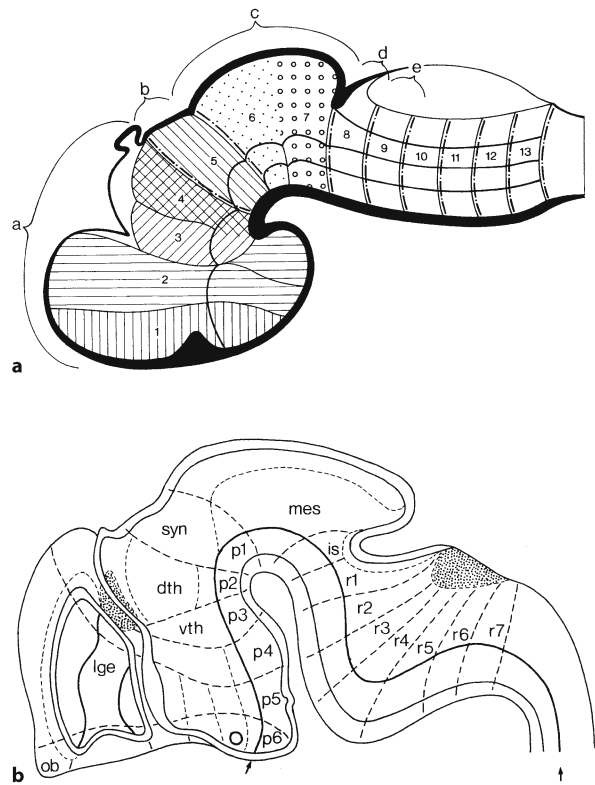 c
d
b
e
6
7
8
9
10
11
12
13
5
a
4
3
2
1
a
mes
syn
p1
is
dth
p2
r1
vth
p3
r2
r3
r4
r5
r6
r7
p4
lge
p5
p6
ob
b